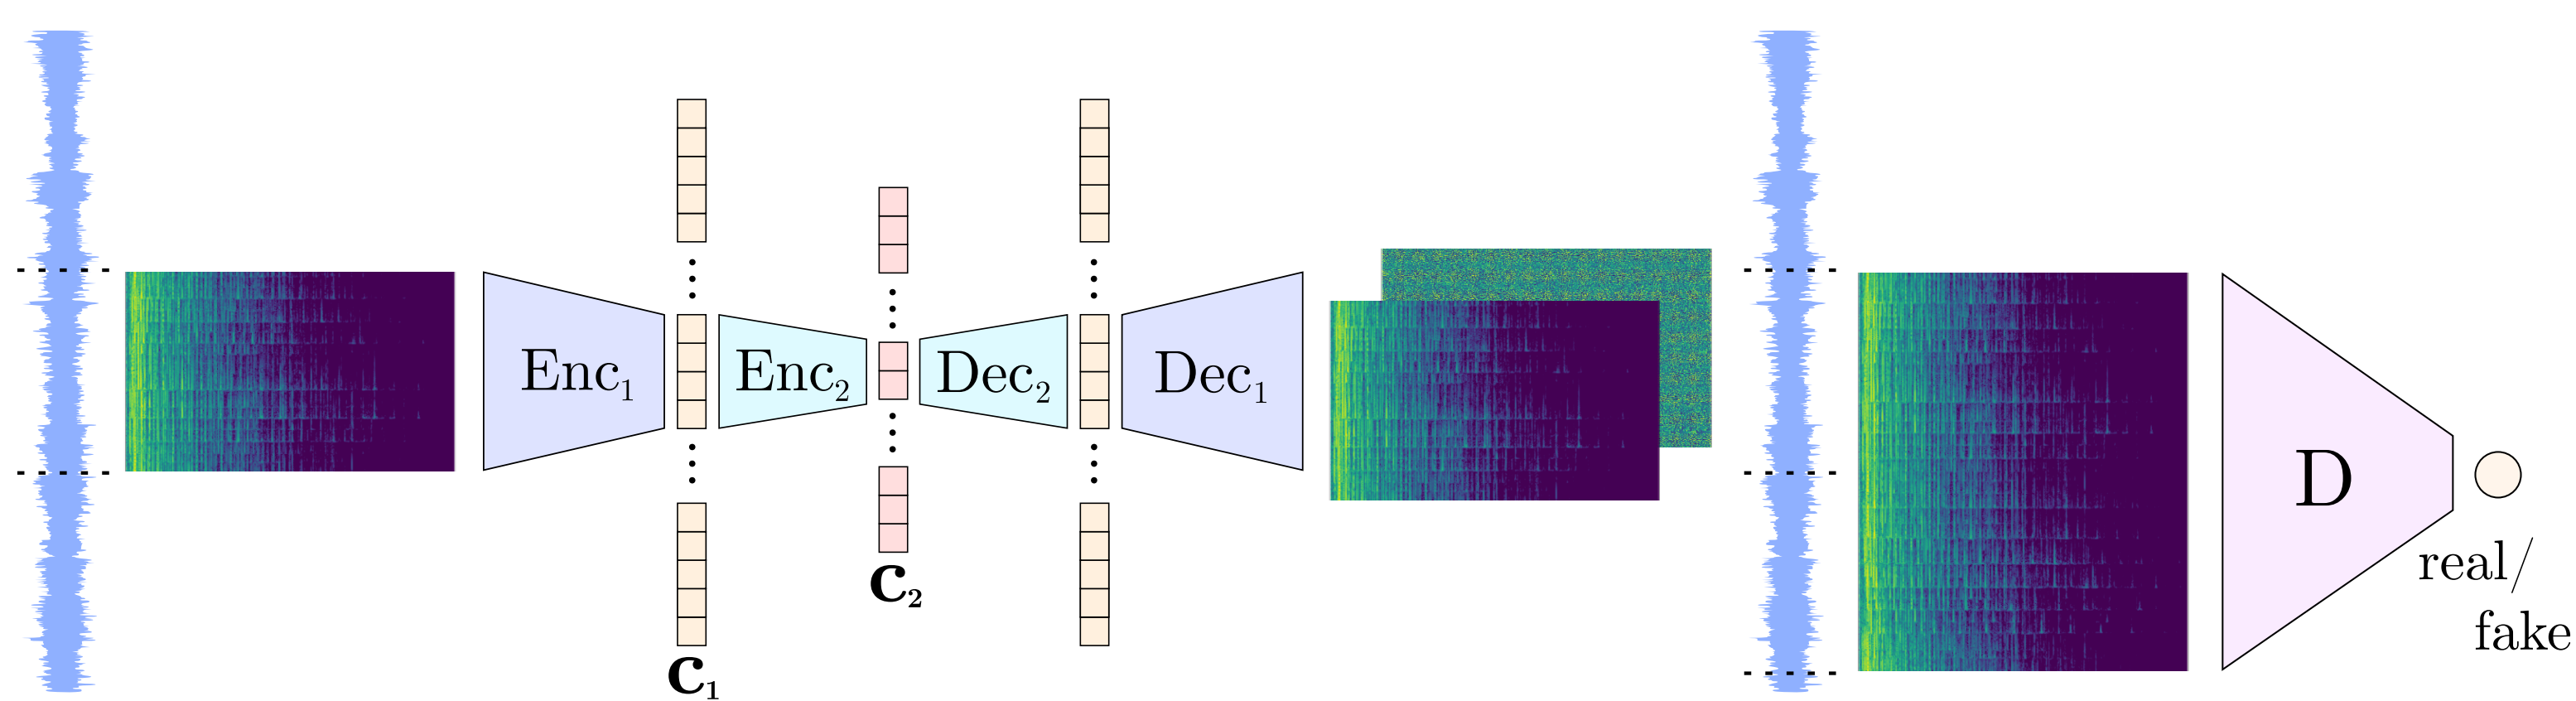 Enc₁
c₁
Enc₂
c₂
Dec₂
Dec₁
D
real/
fake